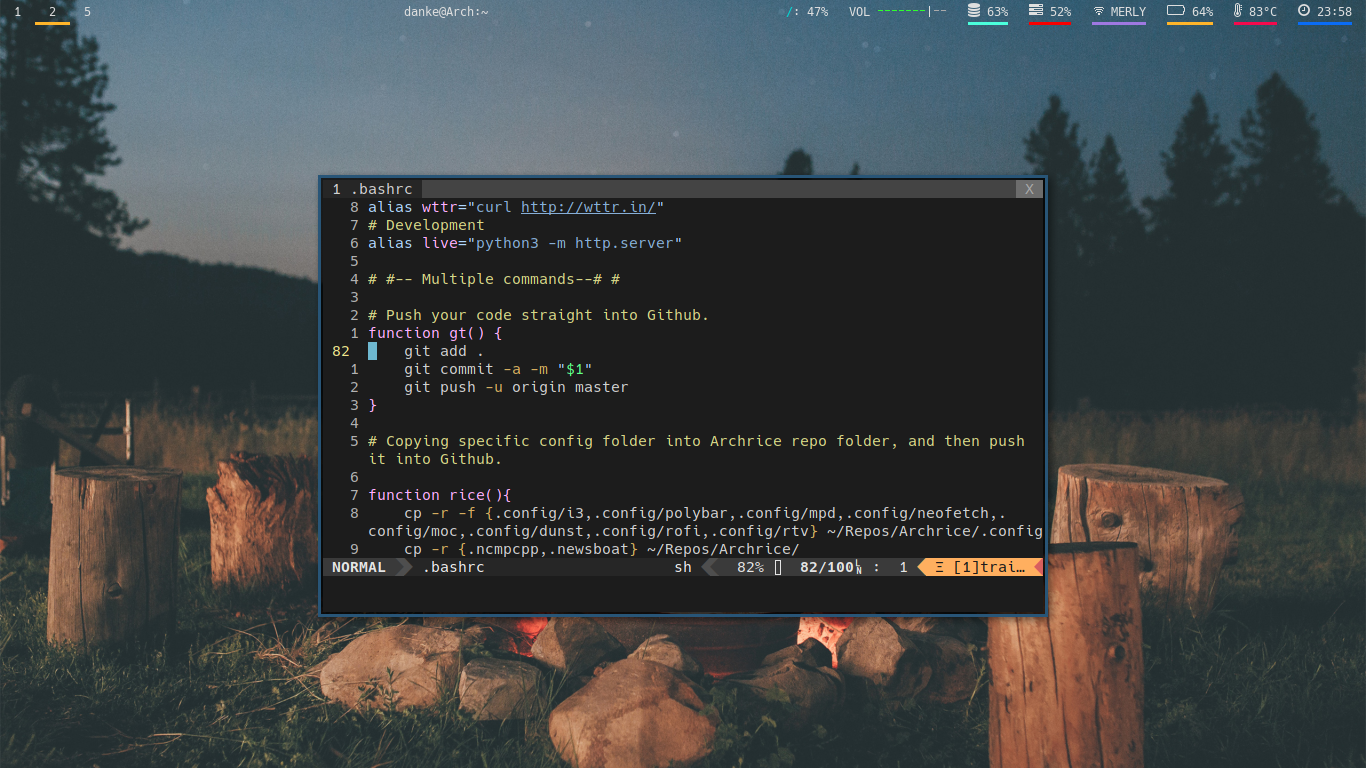 1 2 5 danke@Arch:~ /: 47% VOL 63% 52% MERLY 64% 83°C 23:58
1 .bashrc X
8 alias wttr="curl http://wttr.in/"
7 # Development
6 alias live="python3 -m http.server"
5
4 # #-- Multiple commands--# #
3
2 # Push your code straight into Github.
1 function gt() {
82 git add .
1 git commit -a -m "$1"
2 git push -u origin master
3 }
4
5 # Copying specific config folder into Archrice repo folder, and then push
it into Github.
6
7 function rice(){
8 cp -r -f {.config/i3,.config/polybar,.config/mpd,.config/neofetch,.
config/moc,.config/dunst,.config/rofi,.config/rtv} ~/Repos/Archrice/.config
9 cp -r {.ncmpcpp,.newsboat} ~/Repos/Archrice/
NORMAL .bashrc sh 82% 82/100 : 1 Ξ [1]trai…